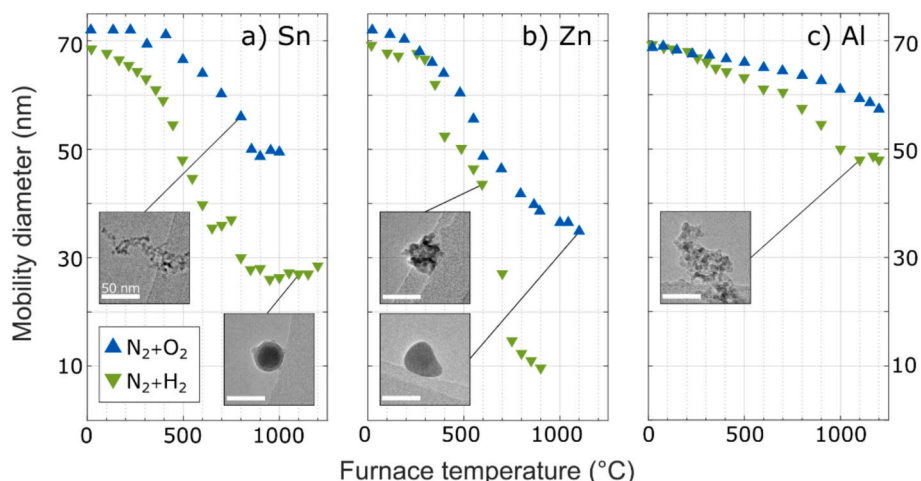 a) Sn
b) Zn
c) Al
Mobility diameter (nm)
70
50
30
10
50 nm
N₂+O₂
N₂+H₂
0 500 1000
0 500 1000
0 500 1000
70
50
30
10
Furnace temperature (°C)